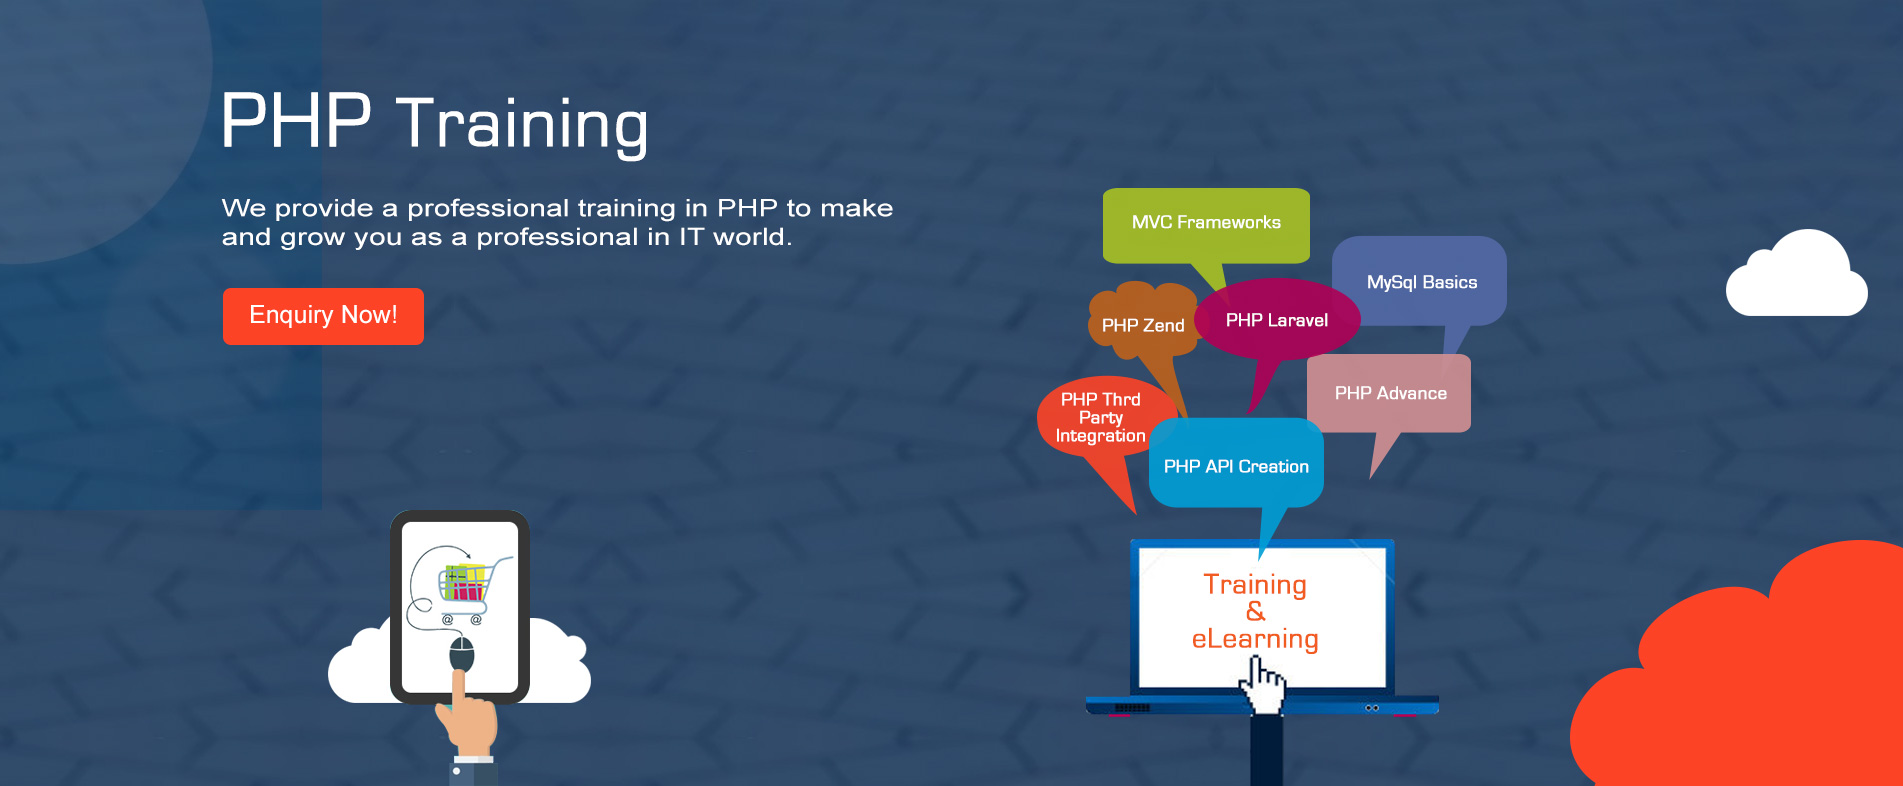 PHP Training
We provide a professional training in PHP to make
and grow you as a professional in IT world.
Enquiry Now!
MVC Frameworks
MySql Basics
PHP Zend
PHP Laravel
PHP Advance
PHP Thrd
Party
Integration
PHP API Creation
Training
&
eLearning
@ @